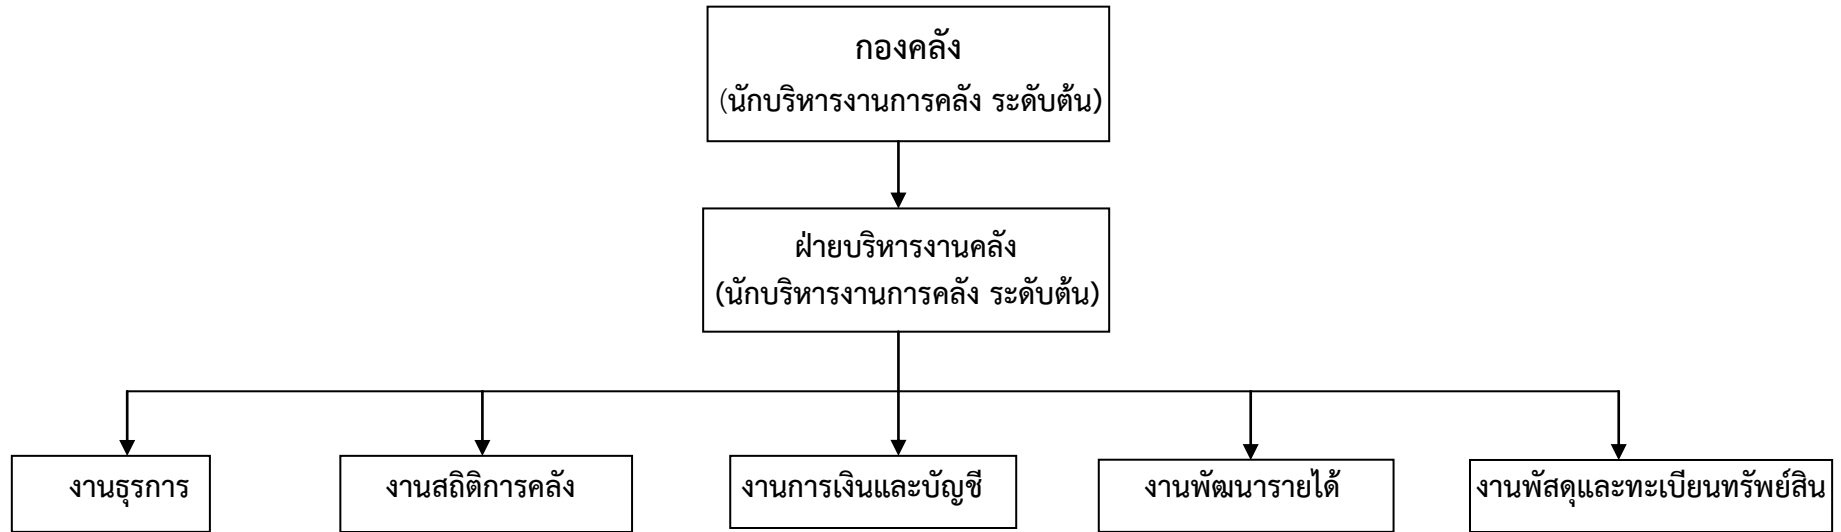 กองคลัง
(นักบริหารงานการคลัง ระดับต้น)
ฝ่ายบริหารงานคลัง
(นักบริหารงานการคลัง ระดับต้น)
งานธุรการ
งานสถิติการคลัง
งานการเงินและบัญชี
งานพัฒนารายได้
งานพัสดุและทะเบียนทรัพย์สิน